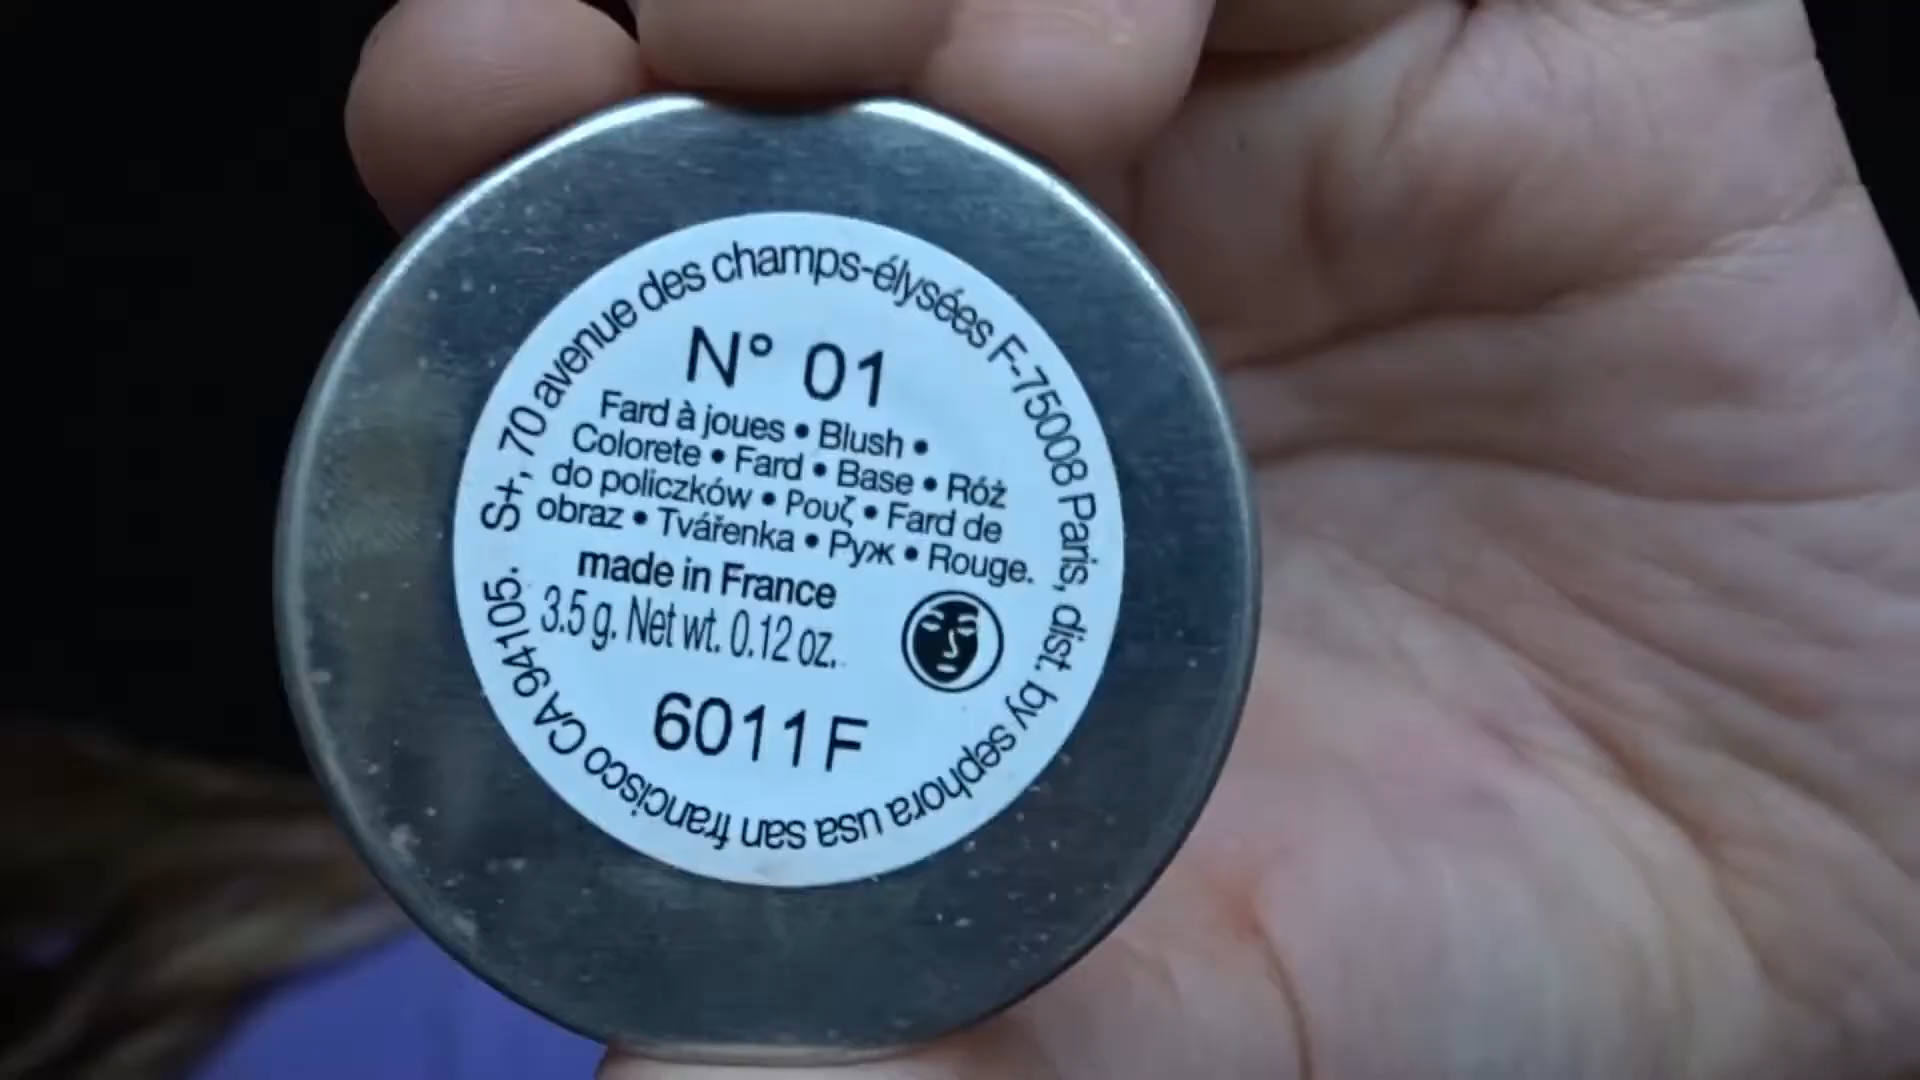 S+, 70 avenue des champs-élysées F-75008 Paris, dist. by sephora usa san francisco CA 94105.
N° 01
Fard à joues • Blush •
Colorete • Fard • Base • Róż
do policzków • Ρουζ • Fard de
obraz • Tvářenka • Руж • Rouge.
made in France
3.5 g. Net wt. 0.12 oz.
6011F